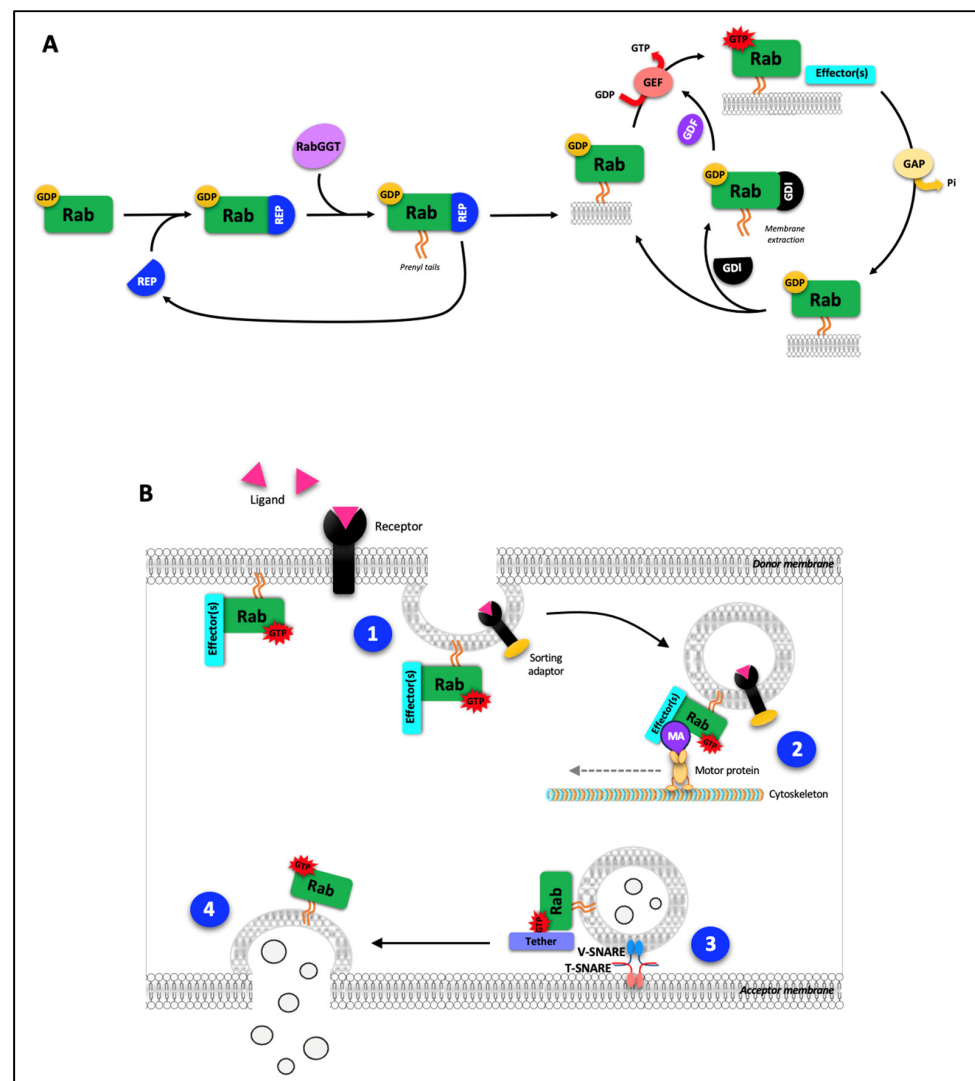 A
GDP
Rab
REP
GDP
Rab
REP
RabGGT
GDP
Rab
REP
Prenyl tails
GDP
Rab
GDP
GTP
GEF
GDF
GTP
Rab
Effector(s)
GAP
Pi
GDP
Rab
GDI
Membrane
extraction
GDI
GDP
Rab
B
Ligand
Receptor
Donor membrane
Effector(s)
Rab
GTP
1
Effector(s)
Rab
GTP
Sorting
adaptor
Effector(s)
Rab
GTP
MA
2
Motor protein
Cytoskeleton
GTP
Rab
4
Rab
GTP
Tether
V-SNARE
T-SNARE
3
Acceptor membrane